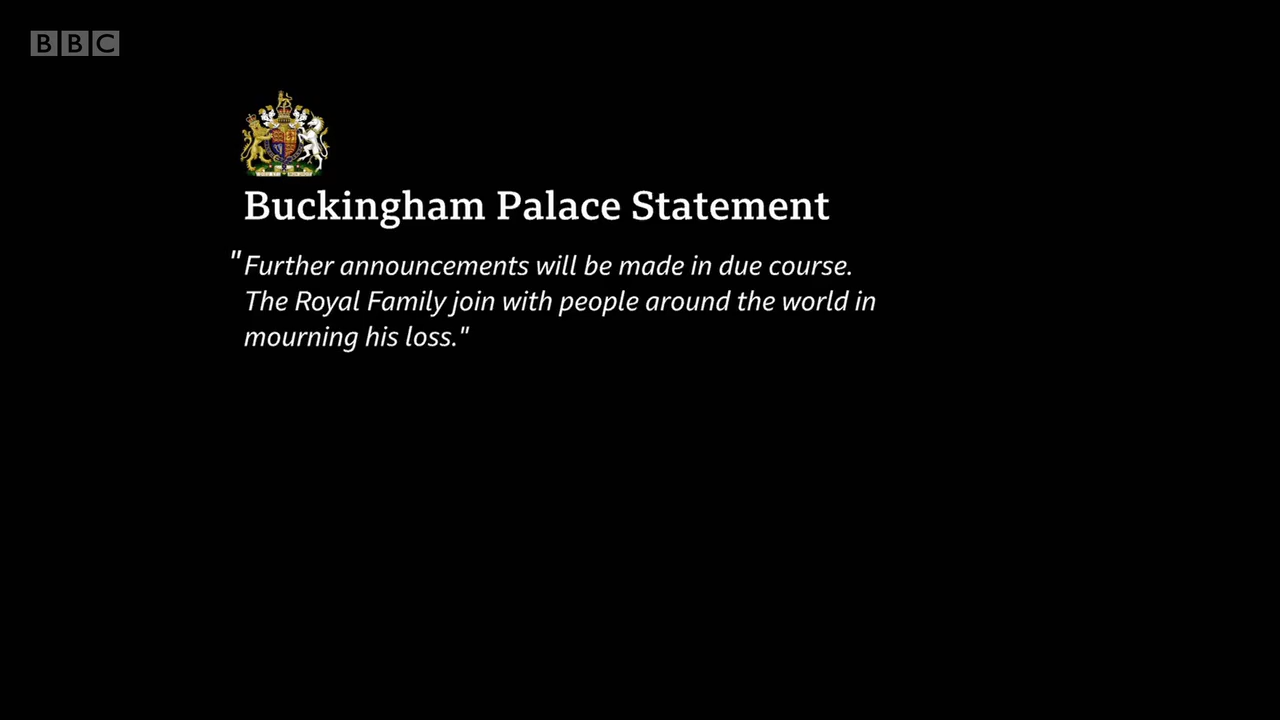 BBC
Buckingham Palace Statement
"Further announcements will be made in due course.
The Royal Family join with people around the world in
mourning his loss."